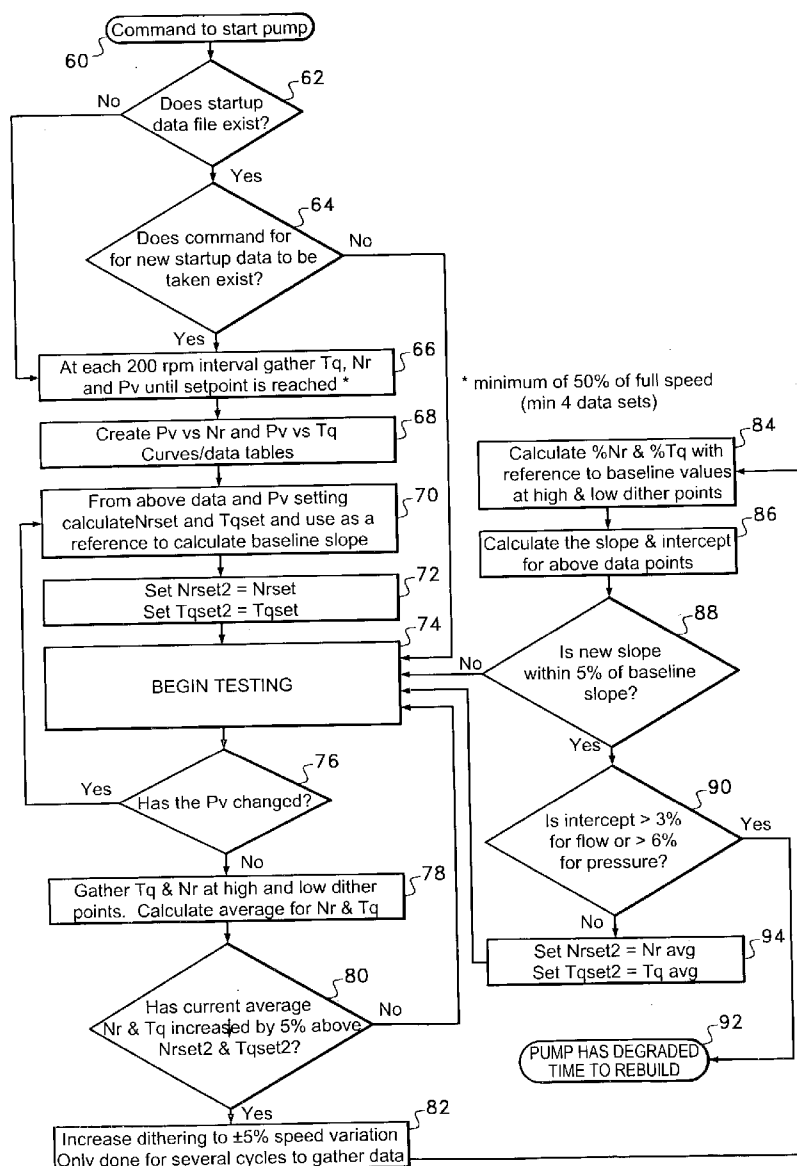 Command to start pump
60
62
No
Does startup
data file exist?
Yes
64
Does command for
for new startup data to be
taken exist?
No
Yes
66
At each 200 rpm interval gather Tq, Nr
and Pv until setpoint is reached *
68
Create Pv vs Nr and Pv vs Tq
Curves/data tables
70
From above data and Pv setting
calculateNrset and Tqset and use as a
reference to calculate baseline slope
72
Set Nrset2 = Nrset
Set Tqset2 = Tqset
74
BEGIN TESTING
76
Yes
Has the Pv changed?
No
78
Gather Tq & Nr at high and low dither
points. Calculate average for Nr & Tq
80
Has current average
Nr & Tq increased by 5% above
Nrset2 & Tqset2?
No
Yes
82
Increase dithering to ±5% speed variation
Only done for several cycles to gather data
* minimum of 50% of full speed
(min 4 data sets)
84
Calculate %Nr & %Tq with
reference to baseline values
at high & low dither points
86
Calculate the slope & intercept
for above data points
88
No
Is new slope
within 5% of baseline
slope?
Yes
90
Is intercept > 3%
for flow or > 6%
for pressure?
Yes
No
94
Set Nrset2 = Nr avg
Set Tqset2 = Tq avg
92
PUMP HAS DEGRADED
TIME TO REBUILD